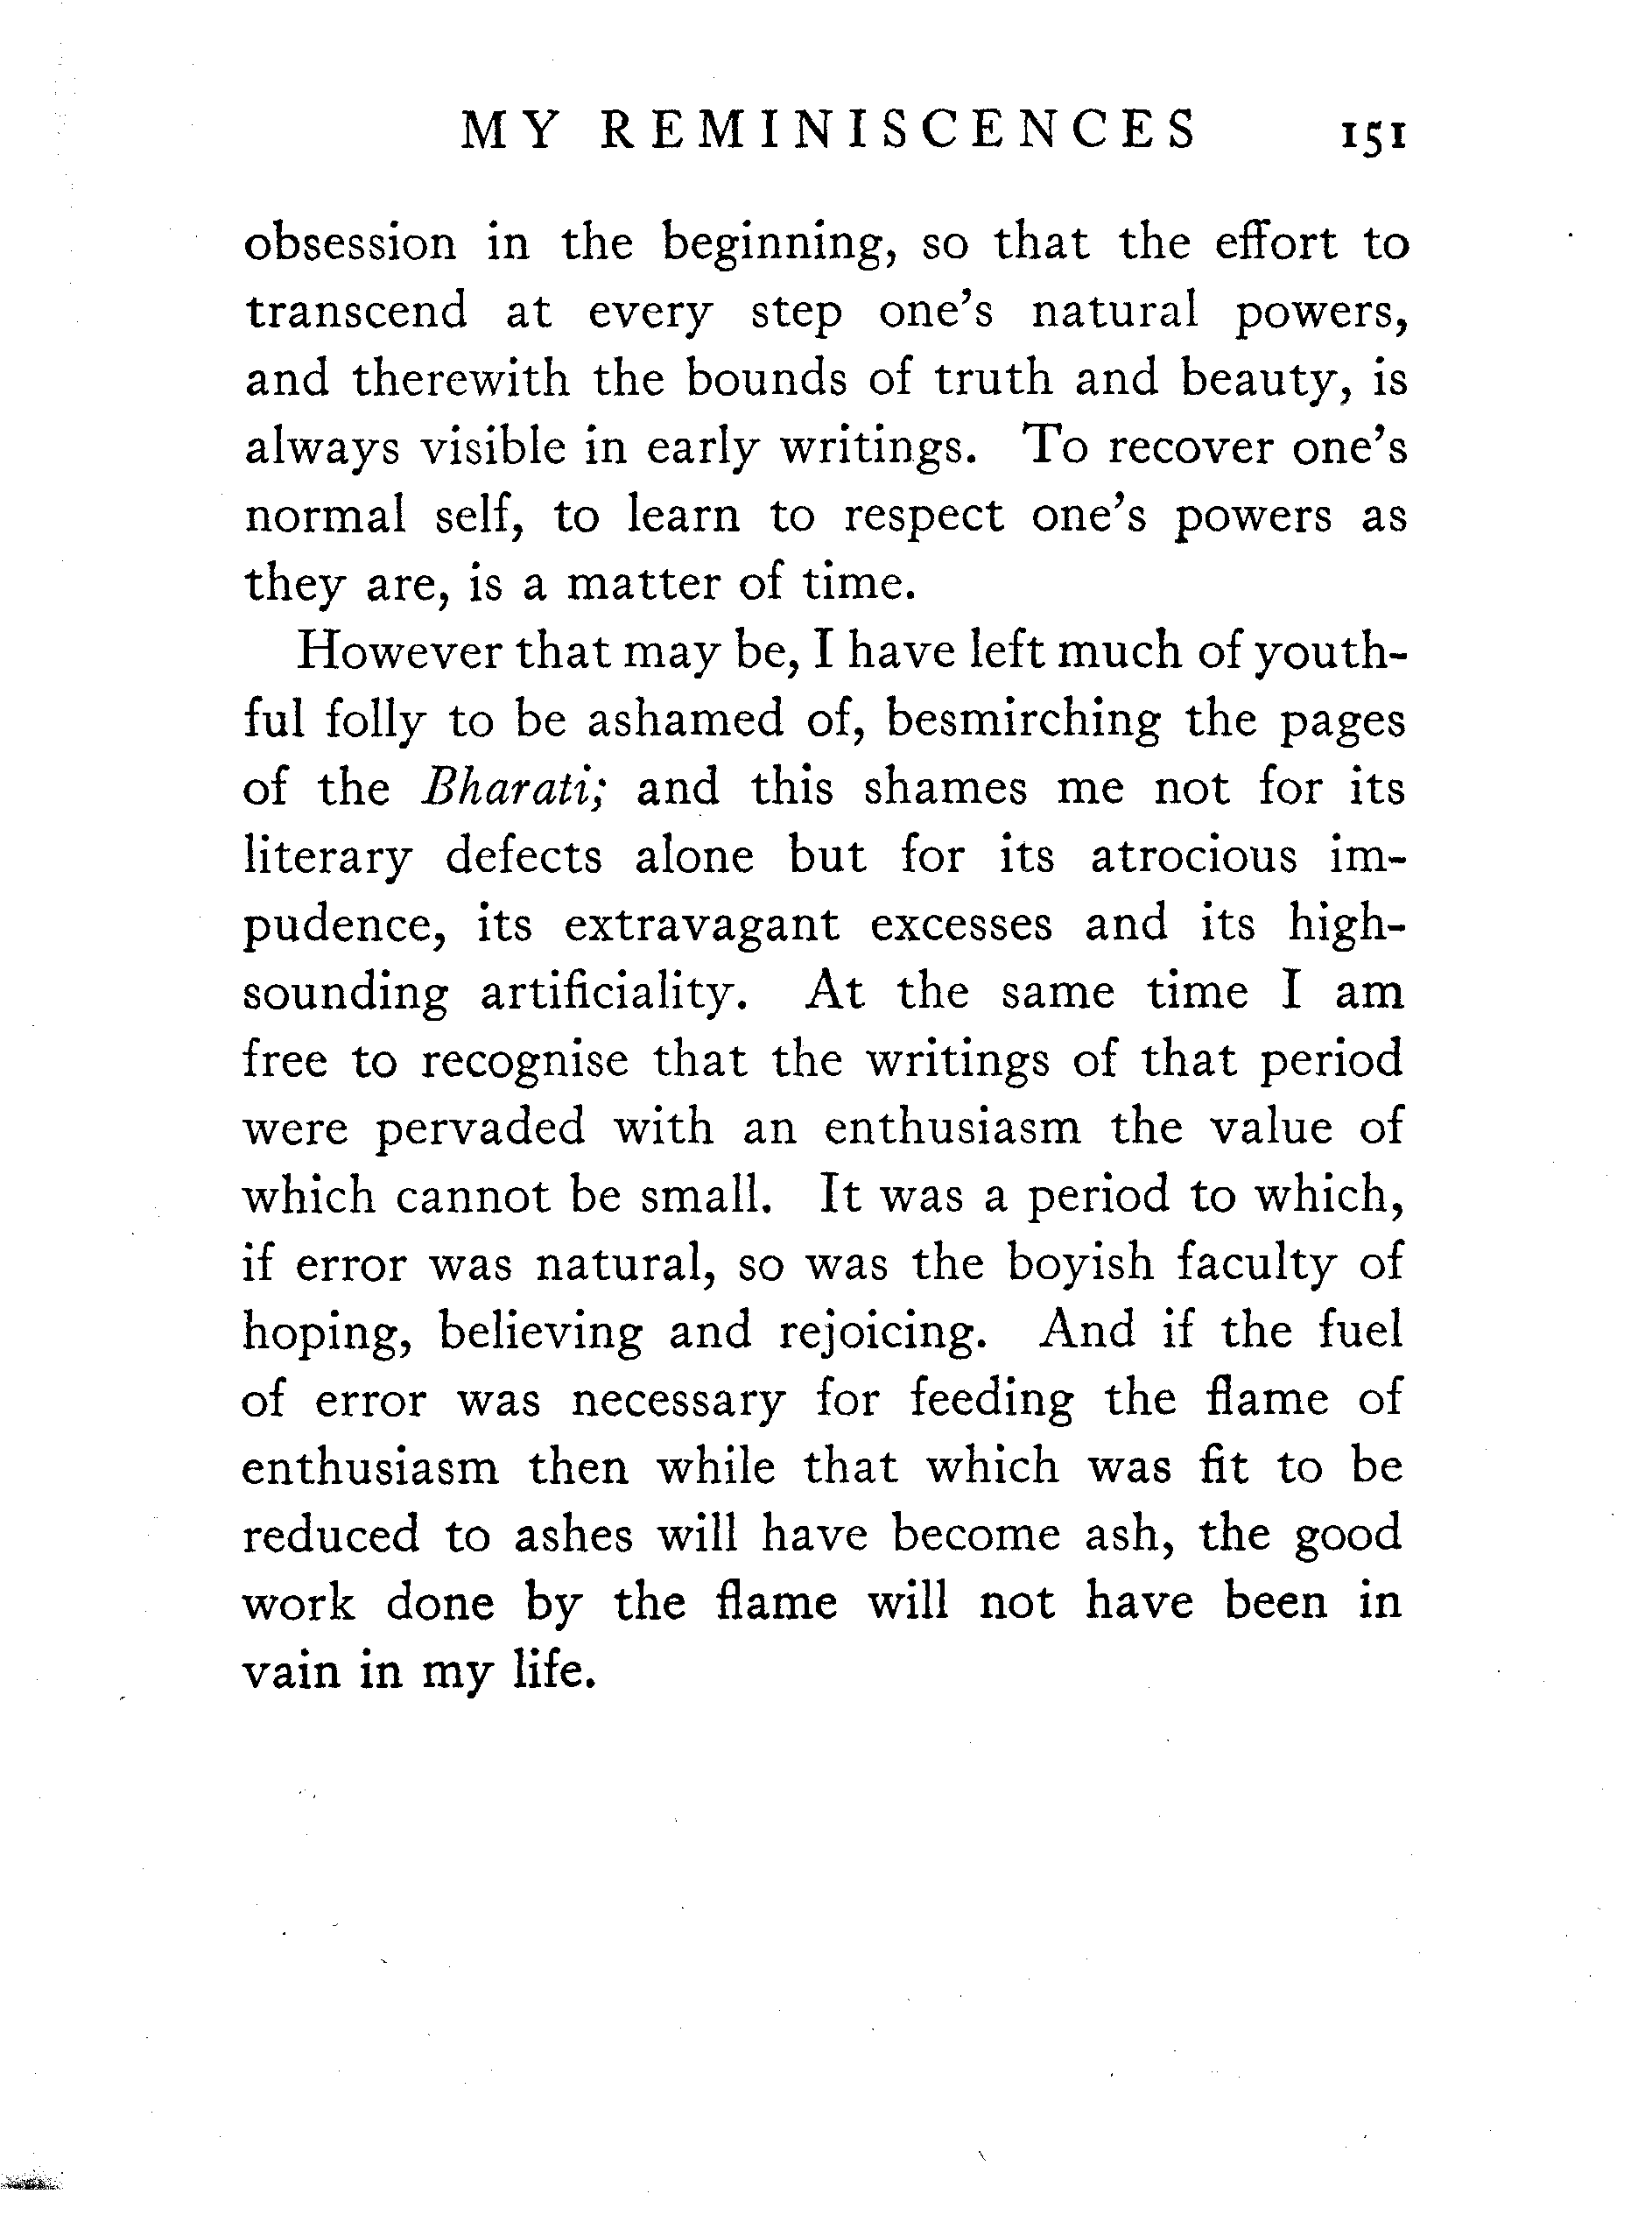 MY REMINISCENCES 151
obsession in the beginning, so that the effort to
transcend at every step one's natural powers,
and therewith the bounds of truth and beauty, is
always visible in early writings. To recover one's
normal self, to learn to respect one's powers as
they are, is a matter of time.
However that may be, I have left much of youth-
ful folly to be ashamed of, besmirching the pages
of the Bharati; and this shames me not for its
literary defects alone but for its atrocious im-
pudence, its extravagant excesses and its high-
sounding artificiality. At the same time I am
free to recognise that the writings of that period
were pervaded with an enthusiasm the value of
which cannot be small. It was a period to which,
if error was natural, so was the boyish faculty of
hoping, believing and rejoicing. And if the fuel
of error was necessary for feeding the flame of
enthusiasm then while that which was fit to be
reduced to ashes will have become ash, the good
work done by the flame will not have been in
vain in my life.